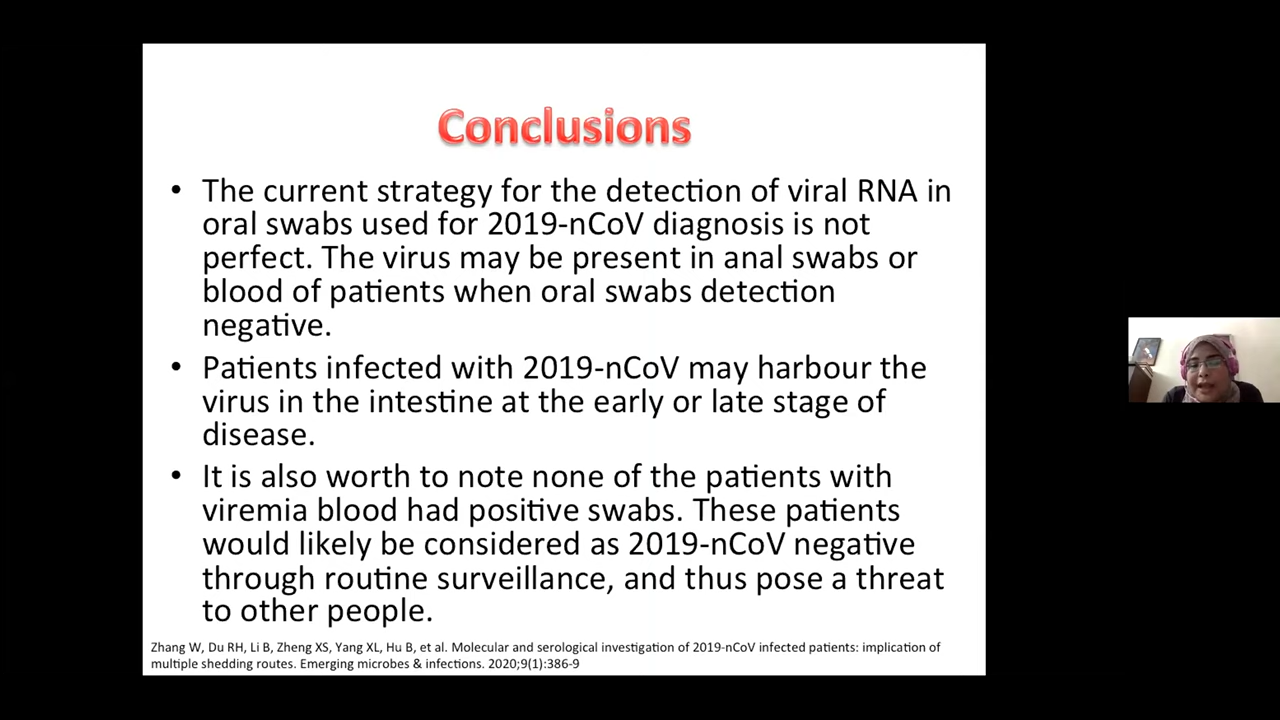 Conclusions
• The current strategy for the detection of viral RNA in
oral swabs used for 2019-nCoV diagnosis is not
perfect. The virus may be present in anal swabs or
blood of patients when oral swabs detection
negative.
• Patients infected with 2019-nCoV may harbour the
virus in the intestine at the early or late stage of
disease.
• It is also worth to note none of the patients with
viremia blood had positive swabs. These patients
would likely be considered as 2019-nCoV negative
through routine surveillance, and thus pose a threat
to other people.
Zhang W, Du RH, Li B, Zheng XS, Yang XL, Hu B, et al. Molecular and serological investigation of 2019-nCoV infected patients: implication of
multiple shedding routes. Emerging microbes & infections. 2020;9(1):386-9